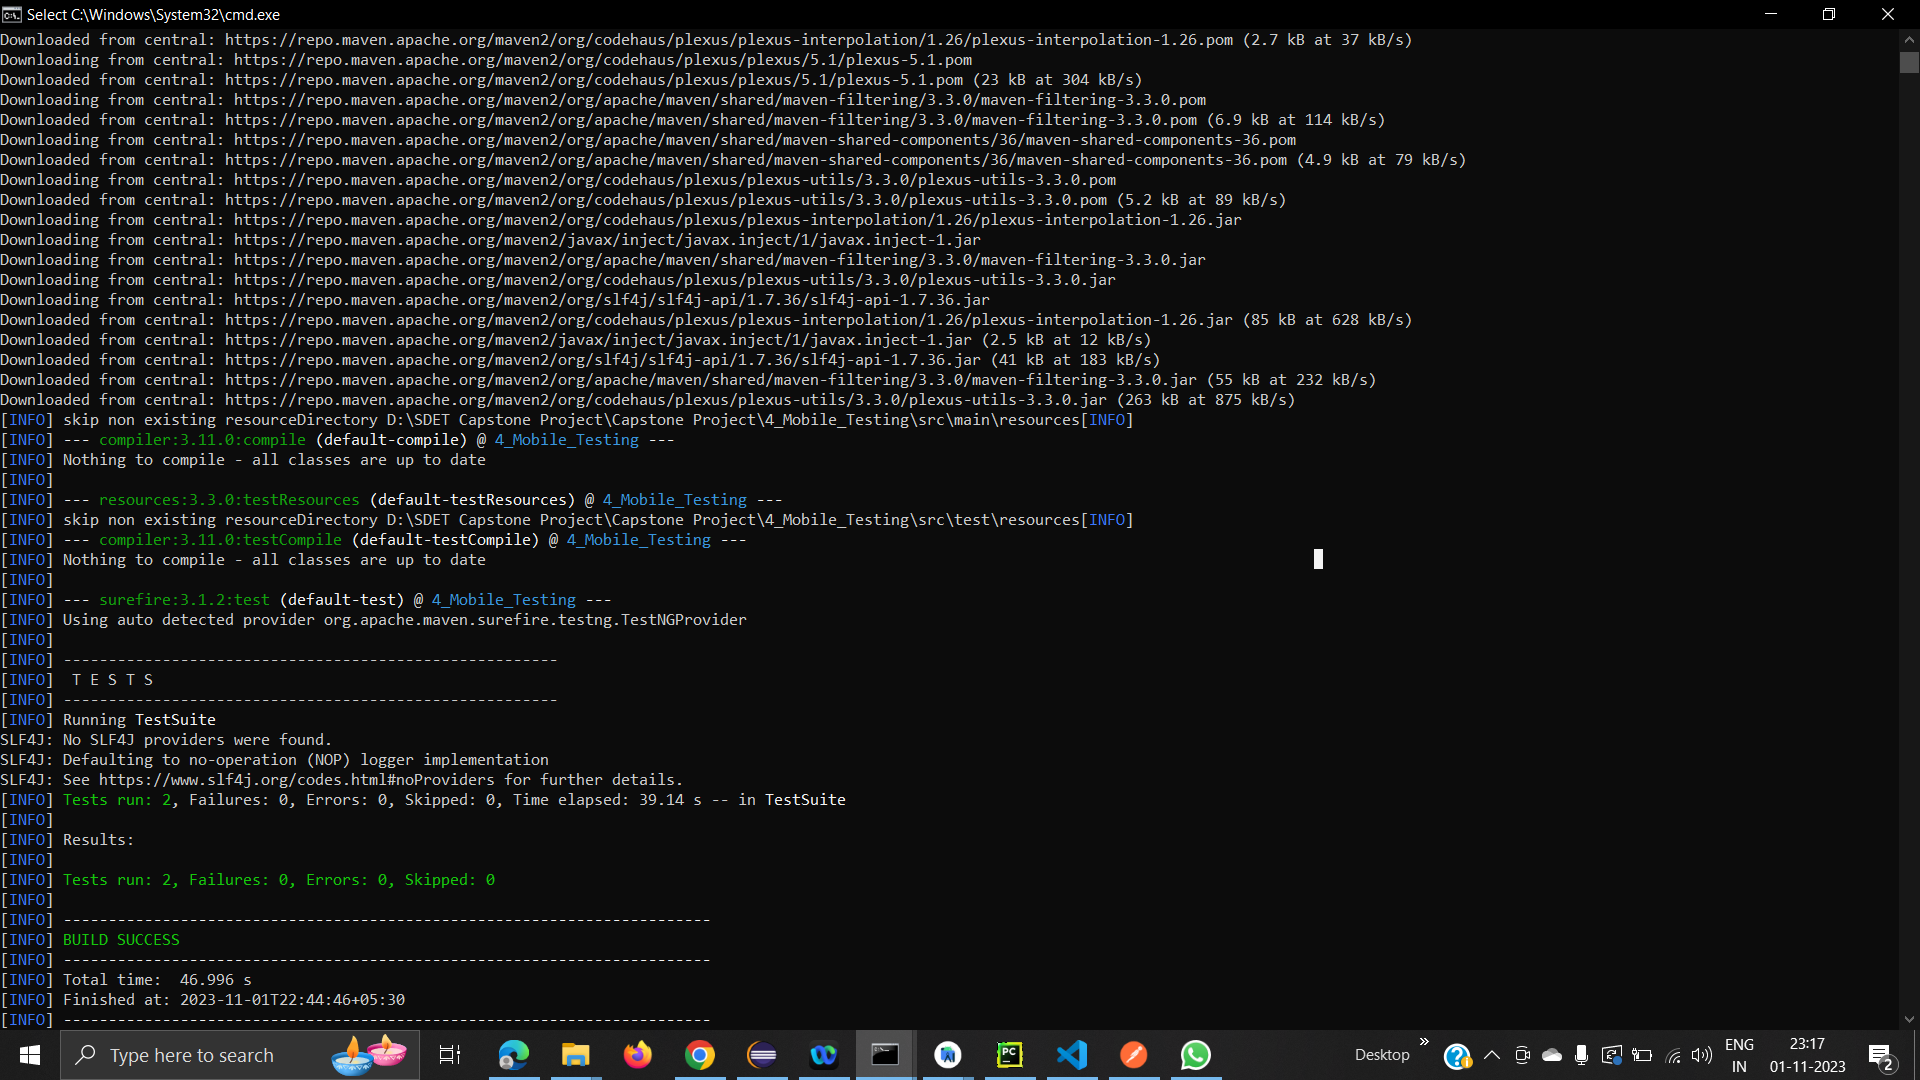 Select C:\Windows\System32\cmd.exe
Downloaded from central: https://repo.maven.apache.org/maven2/org/codehaus/plexus/plexus-interpolation/1.26/plexus-interpolation-1.26.pom (2.7 kB at 37 kB/s)
Downloading from central: https://repo.maven.apache.org/maven2/org/codehaus/plexus/plexus/5.1/plexus-5.1.pom
Downloaded from central: https://repo.maven.apache.org/maven2/org/codehaus/plexus/plexus/5.1/plexus-5.1.pom (23 kB at 304 kB/s)
Downloading from central: https://repo.maven.apache.org/maven2/org/apache/maven/shared/maven-filtering/3.3.0/maven-filtering-3.3.0.pom
Downloaded from central: https://repo.maven.apache.org/maven2/org/apache/maven/shared/maven-filtering/3.3.0/maven-filtering-3.3.0.pom (6.9 kB at 114 kB/s)
Downloading from central: https://repo.maven.apache.org/maven2/org/apache/maven/shared/maven-shared-components/36/maven-shared-components-36.pom
Downloaded from central: https://repo.maven.apache.org/maven2/org/apache/maven/shared/maven-shared-components/36/maven-shared-components-36.pom (4.9 kB at 79 kB/s)
Downloading from central: https://repo.maven.apache.org/maven2/org/codehaus/plexus/plexus-utils/3.3.0/plexus-utils-3.3.0.pom
Downloaded from central: https://repo.maven.apache.org/maven2/org/codehaus/plexus/plexus-utils/3.3.0/plexus-utils-3.3.0.pom (5.2 kB at 89 kB/s)
Downloading from central: https://repo.maven.apache.org/maven2/org/codehaus/plexus/plexus-interpolation/1.26/plexus-interpolation-1.26.jar
Downloading from central: https://repo.maven.apache.org/maven2/javax/inject/javax.inject/1/javax.inject-1.jar
Downloading from central: https://repo.maven.apache.org/maven2/org/apache/maven/shared/maven-filtering/3.3.0/maven-filtering-3.3.0.jar
Downloading from central: https://repo.maven.apache.org/maven2/org/codehaus/plexus/plexus-utils/3.3.0/plexus-utils-3.3.0.jar
Downloading from central: https://repo.maven.apache.org/maven2/org/slf4j/slf4j-api/1.7.36/slf4j-api-1.7.36.jar
Downloaded from central: https://repo.maven.apache.org/maven2/org/codehaus/plexus/plexus-interpolation/1.26/plexus-interpolation-1.26.jar (85 kB at 628 kB/s)
Downloaded from central: https://repo.maven.apache.org/maven2/javax/inject/javax.inject/1/javax.inject-1.jar (2.5 kB at 12 kB/s)
Downloaded from central: https://repo.maven.apache.org/maven2/org/slf4j/slf4j-api/1.7.36/slf4j-api-1.7.36.jar (41 kB at 183 kB/s)
Downloaded from central: https://repo.maven.apache.org/maven2/org/apache/maven/shared/maven-filtering/3.3.0/maven-filtering-3.3.0.jar (55 kB at 232 kB/s)
Downloaded from central: https://repo.maven.apache.org/maven2/org/codehaus/plexus/plexus-utils/3.3.0/plexus-utils-3.3.0.jar (263 kB at 875 kB/s)
[INFO] skip non existing resourceDirectory D:\SDET Capstone Project\Capstone Project\4_Mobile_Testing\src\main\resources[INFO]
[INFO] --- compiler:3.11.0:compile (default-compile) @ 4_Mobile_Testing ---
[INFO] Nothing to compile - all classes are up to date
[INFO]
[INFO] --- resources:3.3.0:testResources (default-testResources) @ 4_Mobile_Testing ---
[INFO] skip non existing resourceDirectory D:\SDET Capstone Project\Capstone Project\4_Mobile_Testing\src\test\resources[INFO]
[INFO] --- compiler:3.11.0:testCompile (default-testCompile) @ 4_Mobile_Testing ---
[INFO] Nothing to compile - all classes are up to date
[INFO]
[INFO] --- surefire:3.1.2:test (default-test) @ 4_Mobile_Testing ---
[INFO] Using auto detected provider org.apache.maven.surefire.testng.TestNGProvider
[INFO]
[INFO] -------------------------------------------------------
[INFO]  T E S T S
[INFO] -------------------------------------------------------
[INFO] Running TestSuite
SLF4J: No SLF4J providers were found.
SLF4J: Defaulting to no-operation (NOP) logger implementation
SLF4J: See https://www.slf4j.org/codes.html#noProviders for further details.
[INFO] Tests run: 2, Failures: 0, Errors: 0, Skipped: 0, Time elapsed: 39.14 s -- in TestSuite
[INFO]
[INFO] Results:
[INFO]
[INFO] Tests run: 2, Failures: 0, Errors: 0, Skipped: 0
[INFO]
[INFO] ------------------------------------------------------------------------
[INFO] BUILD SUCCESS
[INFO] ------------------------------------------------------------------------
[INFO] Total time:  46.996 s
[INFO] Finished at: 2023-11-01T22:44:46+05:30
[INFO] ------------------------------------------------------------------------
Type here to search
PC
Desktop
ENG
IN
23:17
01-11-2023
2